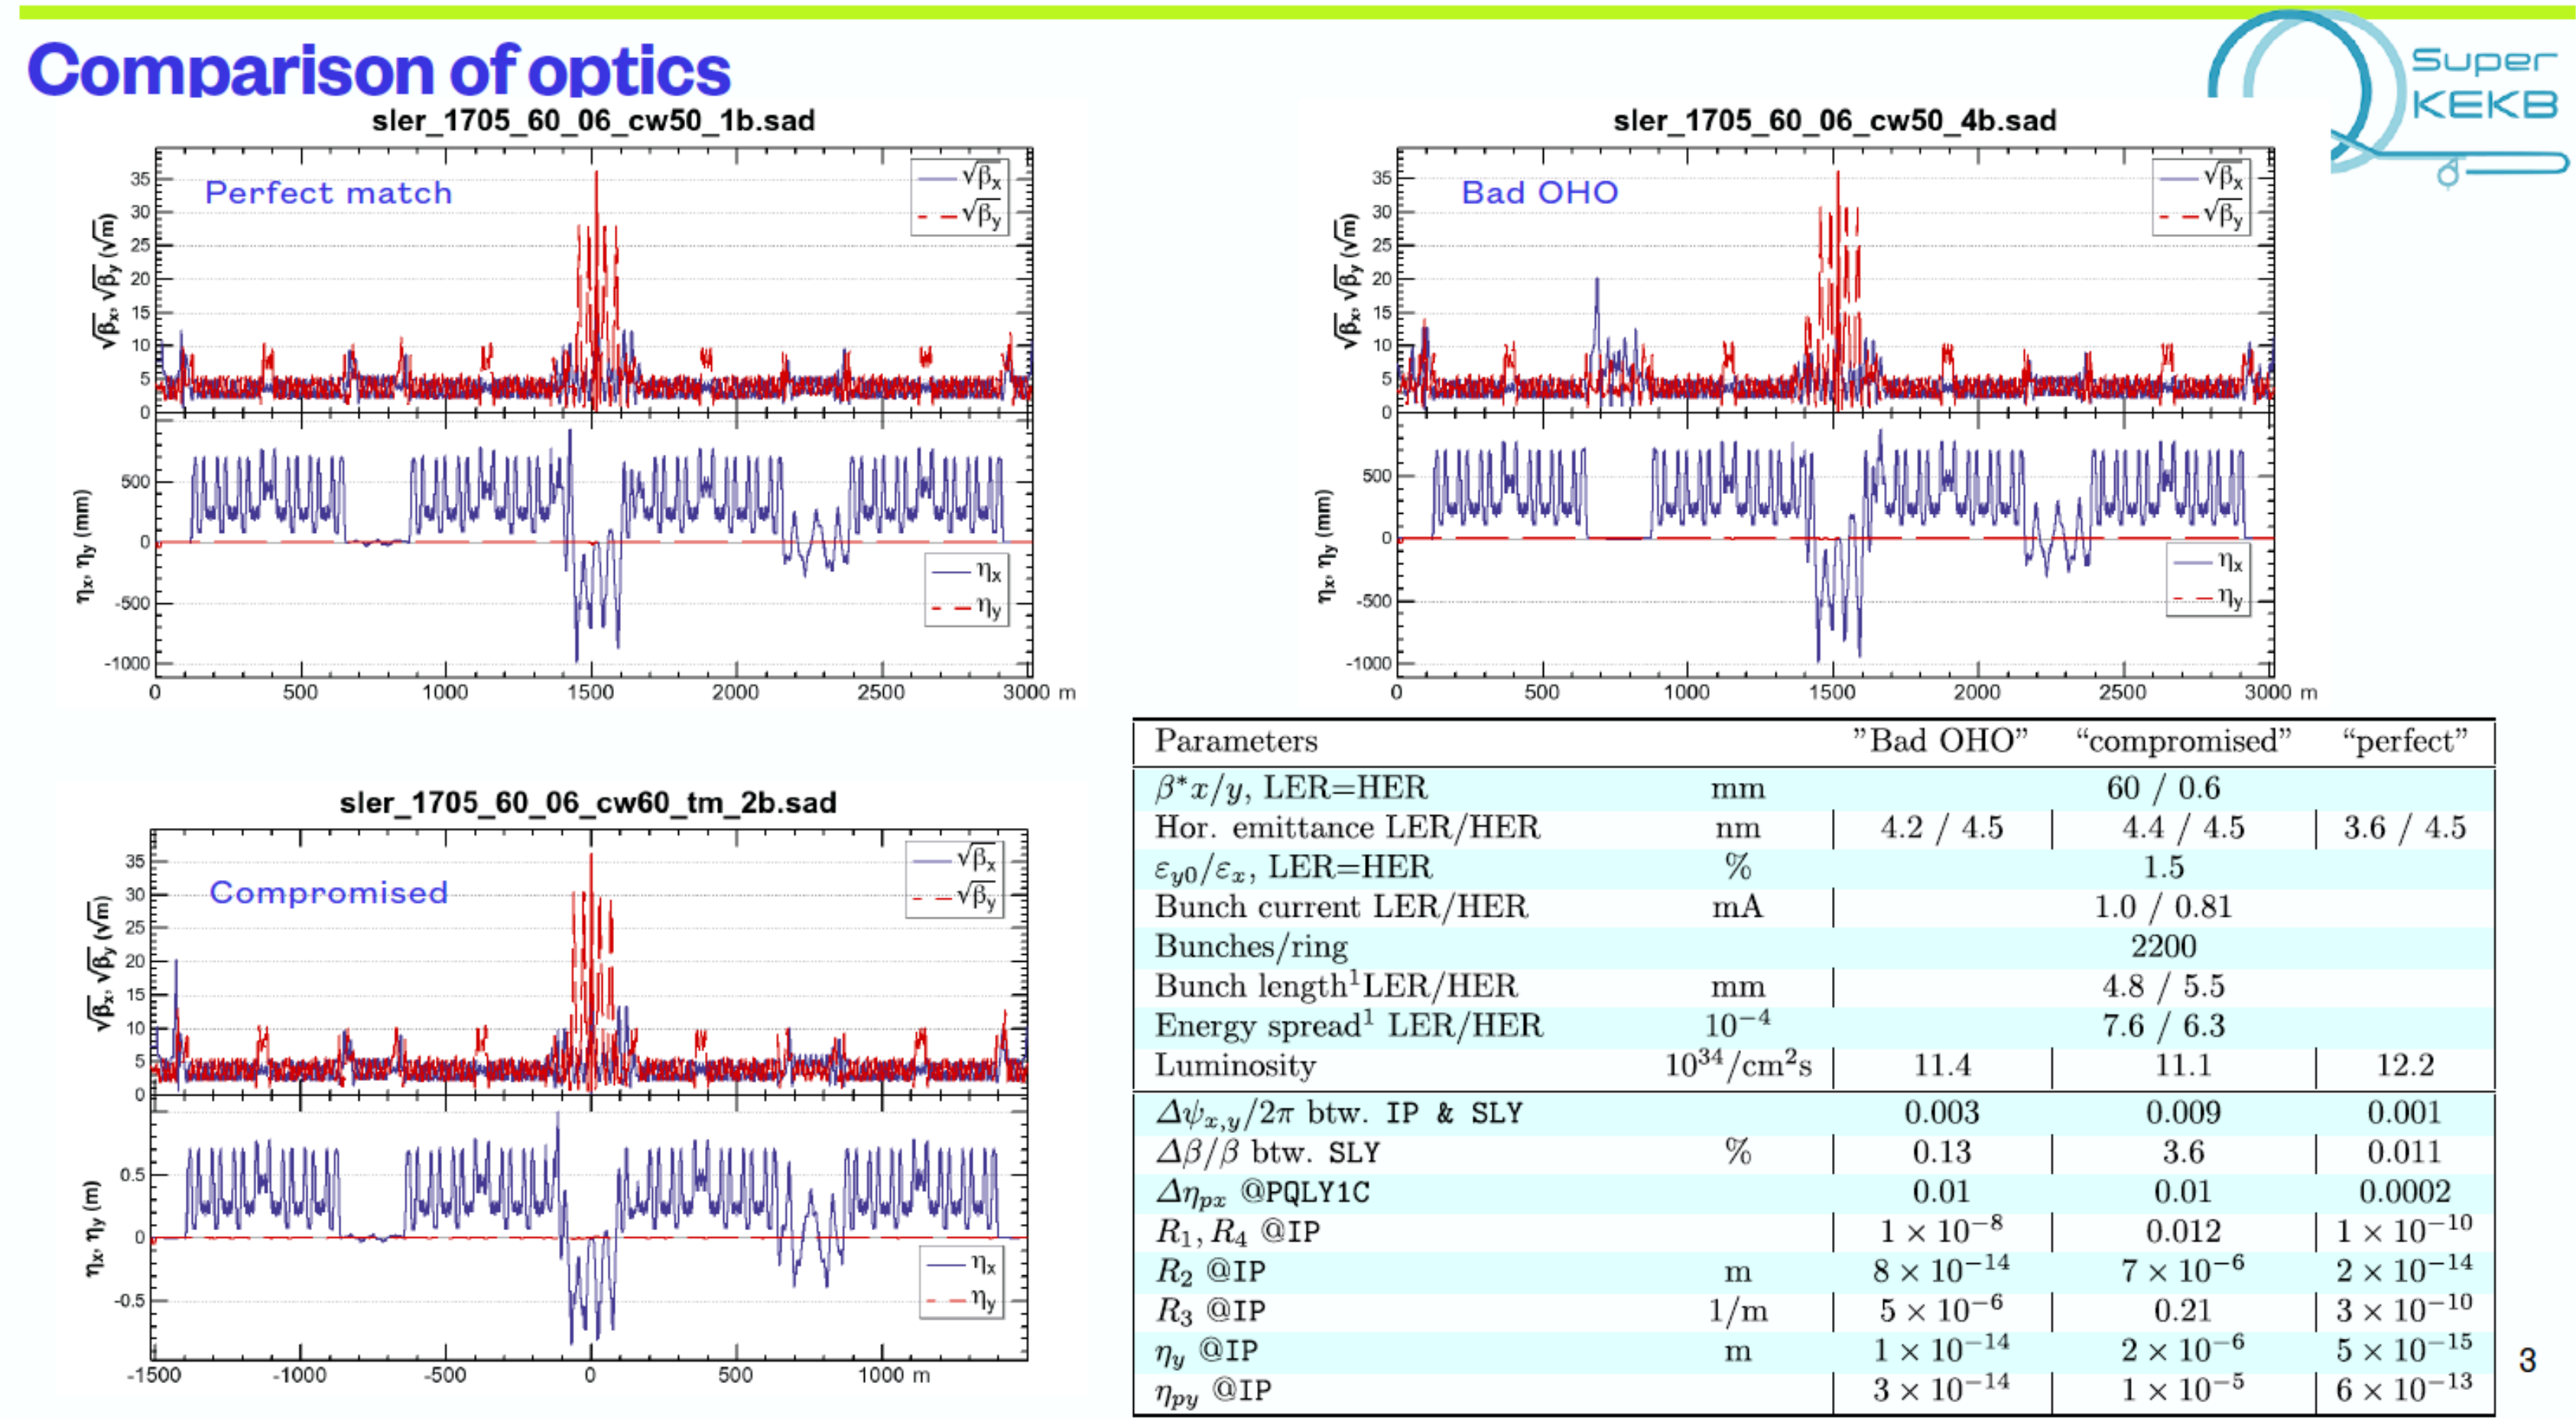 Comparison of optics
Super
KEKB
sler_1705_60_06_cw50_1b.sad
Perfect match
√βx
√βy
√βx, √βy (√m)
35
30
25
20
15
10
5
0
ηx, ηy (mm)
500
0
-500
-1000
ηx
ηy
0 500 1000 1500 2000 2500 3000 m
sler_1705_60_06_cw50_4b.sad
Bad OHO
√βx
√βy
√βx, √βy (√m)
35
30
25
20
15
10
5
0
ηx, ηy (mm)
500
0
-500
-1000
ηx
ηy
0 500 1000 1500 2000 2500 3000 m
sler_1705_60_06_cw60_tm_2b.sad
Compromised
√βx
√βy
√βx, √βy (√m)
35
30
25
20
15
10
5
0
ηx, ηy (m)
0.5
0
-0.5
ηx
ηy
-1500 -1000 -500 0 500 1000 m
Parameters ”Bad OHO” “compromised” “perfect”
β*x/y, LER=HER mm 60 / 0.6
Hor. emittance LER/HER nm 4.2 / 4.5 4.4 / 4.5 3.6 / 4.5
εy0/εx, LER=HER % 1.5
Bunch current LER/HER mA 1.0 / 0.81
Bunches/ring 2200
Bunch length¹LER/HER mm 4.8 / 5.5
Energy spread¹ LER/HER 10⁻⁴ 7.6 / 6.3
Luminosity 10³⁴/cm²s 11.4 11.1 12.2
Δψx,y/2π btw. IP & SLY 0.003 0.009 0.001
Δβ/β btw. SLY % 0.13 3.6 0.011
Δηpx @PQLY1C 0.01 0.01 0.0002
R1, R4 @IP 1 × 10⁻⁸ 0.012 1 × 10⁻¹⁰
R2 @IP m 8 × 10⁻¹⁴ 7 × 10⁻⁶ 2 × 10⁻¹⁴
R3 @IP 1/m 5 × 10⁻⁶ 0.21 3 × 10⁻¹⁰
ηy @IP m 1 × 10⁻¹⁴ 2 × 10⁻⁶ 5 × 10⁻¹⁵
ηpy @IP 3 × 10⁻¹⁴ 1 × 10⁻⁵ 6 × 10⁻¹³
3